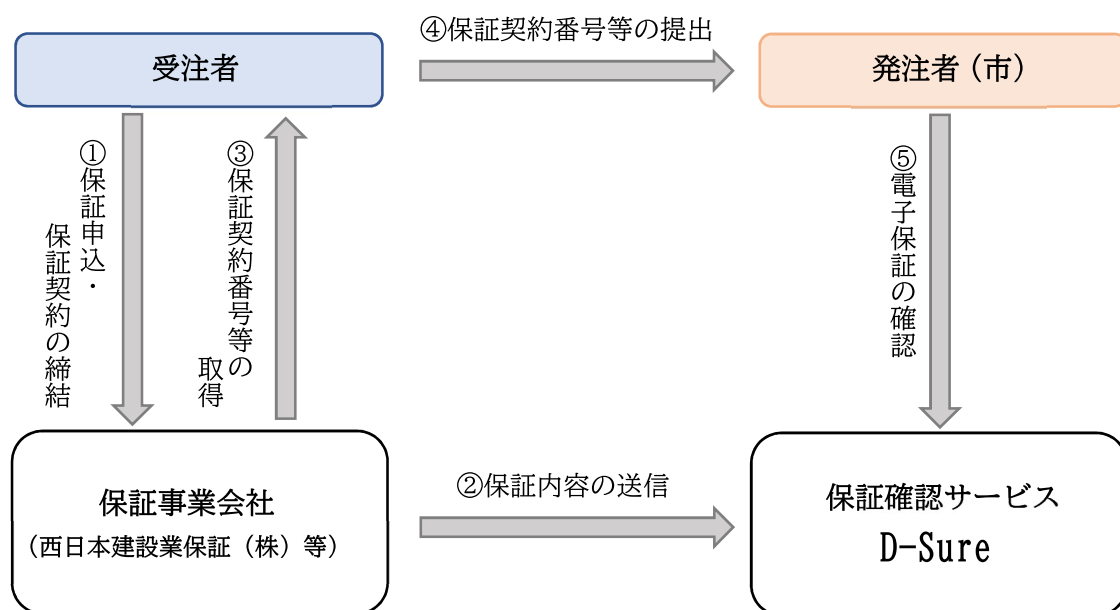 ④保証契約番号等の提出
受注者
発注者（市）
①保証申込・
保証契約の締結
③保証契約番号等の
取得
⑤電子保証の確認
保証事業会社
（西日本建設業保証（株）等）
②保証内容の送信
保証確認サービス
D-Sure